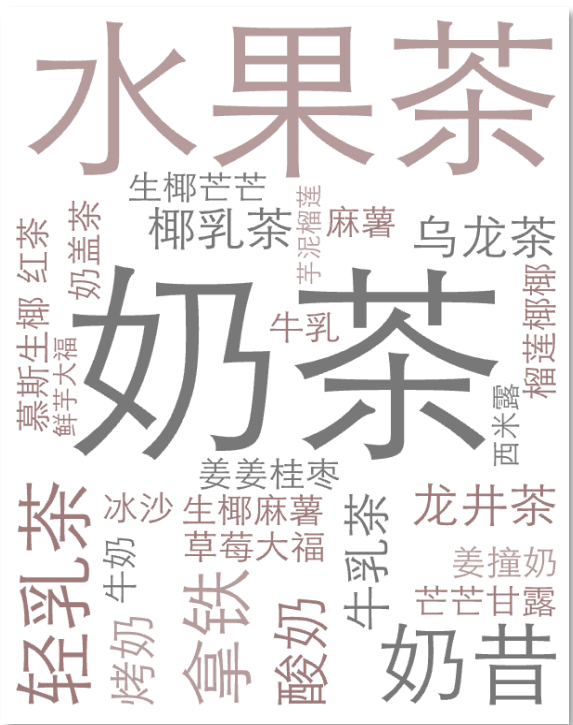 水果茶
生椰芒芒
椰乳茶
芋泥榴莲
麻薯
乌龙茶
红茶
奶盖茶
慕斯生椰
鲜芋大福
奶茶
牛乳
榴莲椰椰
西米露
姜姜桂枣
轻乳茶
冰沙
生椰麻薯
草莓大福
牛奶
牛乳茶
龙井茶
姜撞奶
芒芒甘露
烤奶
拿铁
酸奶
奶昔